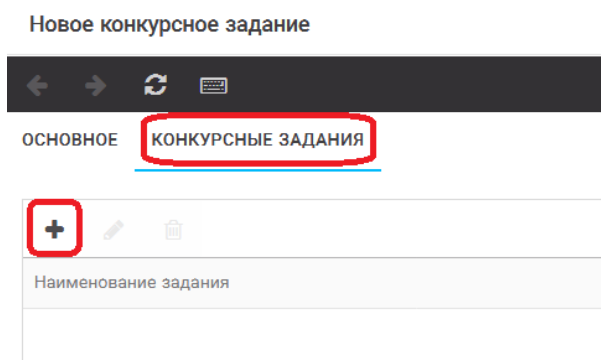 Новое конкурсное задание
ОСНОВНОЕ КОНКУРСНЫЕ ЗАДАНИЯ
Наименование задания